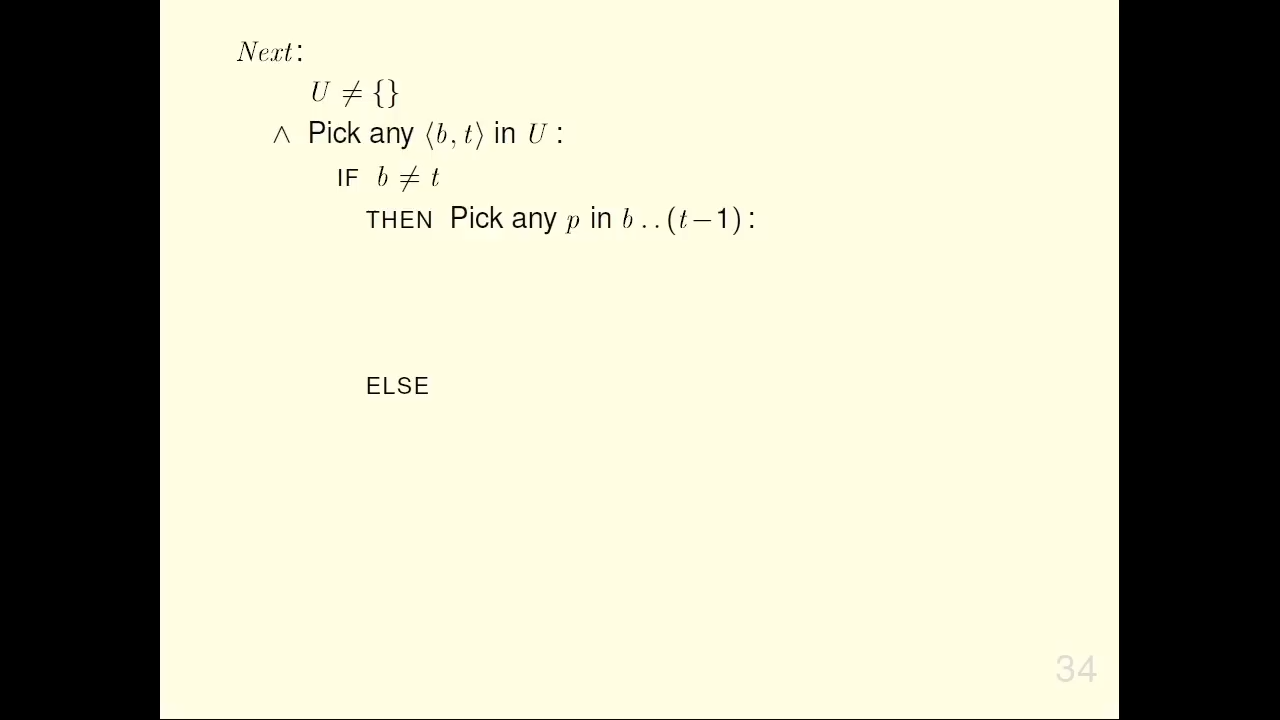 Next:
U ≠ {}
∧ Pick any ⟨b, t⟩ in U :
IF b ≠ t
THEN Pick any p in b . . (t−1) :
ELSE
34